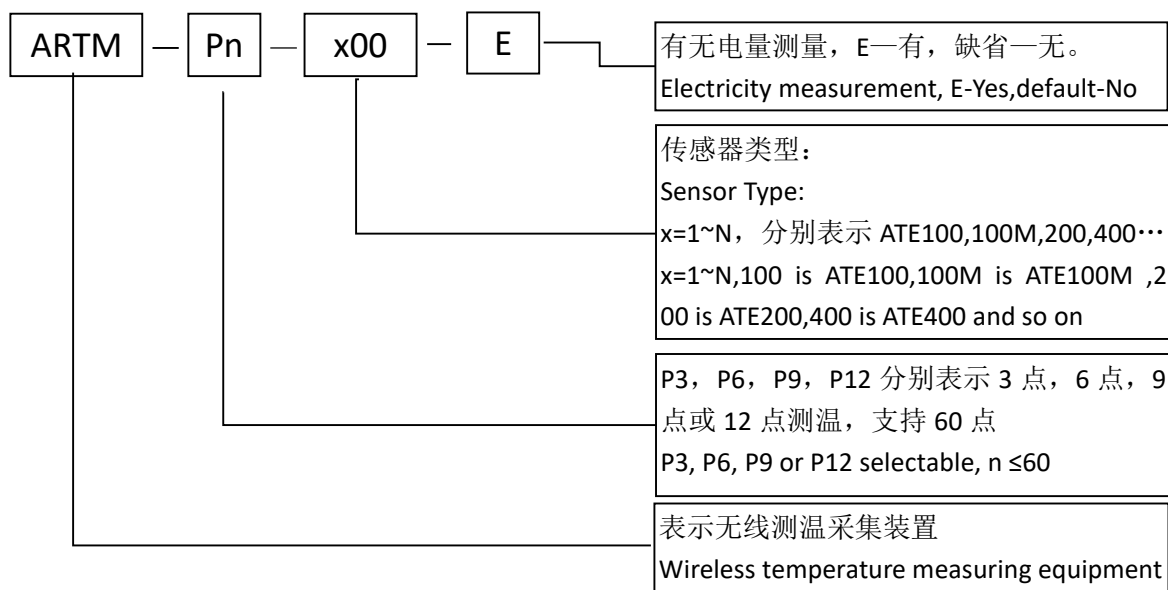 ARTM — Pn — x00 — E
有无电量测量，E—有，缺省—无。
Electricity measurement, E-Yes,default-No
传感器类型：
Sensor Type:
x=1~N，分别表示 ATE100,100M,200,400…
x=1~N,100 is ATE100,100M is ATE100M ,2
00 is ATE200,400 is ATE400 and so on
P3，P6，P9，P12 分别表示 3 点，6 点，9
点或 12 点测温，支持 60 点
P3, P6, P9 or P12 selectable, n ≤60
表示无线测温采集装置
Wireless temperature measuring equipment